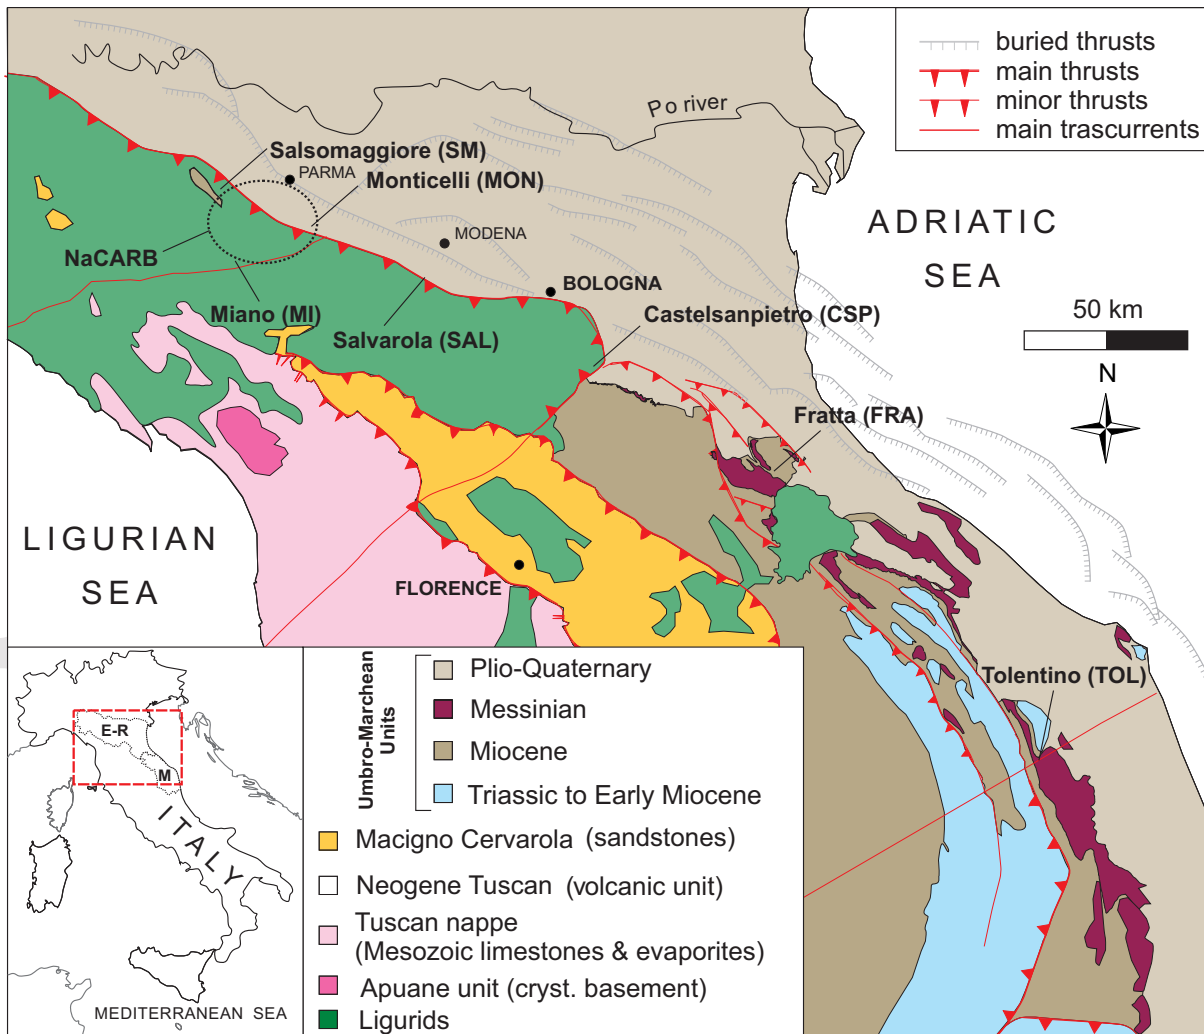 buried thrusts
main thrusts
minor thrusts
main trascurrents
Po river
Salsomaggiore (SM)
PARMA
Monticelli (MON)
ADRIATIC
SEA
MODENA
NaCARB
BOLOGNA
50 km
Miano (MI)
Castelsanpietro (CSP)
Salvarola (SAL)
N
Fratta (FRA)
LIGURIAN
SEA
FLORENCE
Tolentino (TOL)
Umbro-Marchean
Units
Plio-Quaternary
Messinian
Miocene
Triassic to Early Miocene
Macigno Cervarola (sandstones)
Neogene Tuscan (volcanic unit)
Tuscan nappe
(Mesozoic limestones & evaporites)
Apuane unit (cryst. basement)
Ligurids
E-R
M
ITALY
MEDITERRANEAN SEA